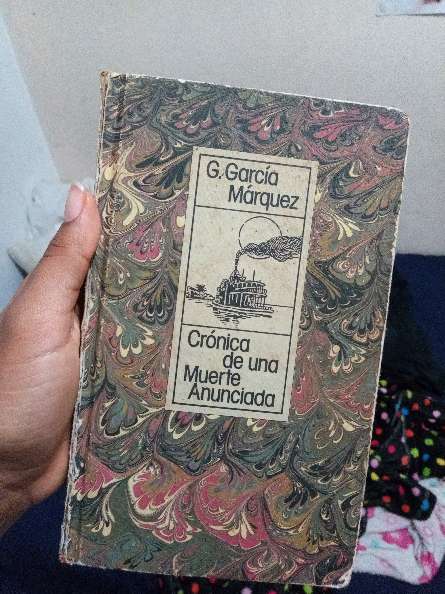 G. García
Márquez
Crónica
de una
Muerte
Anunciada